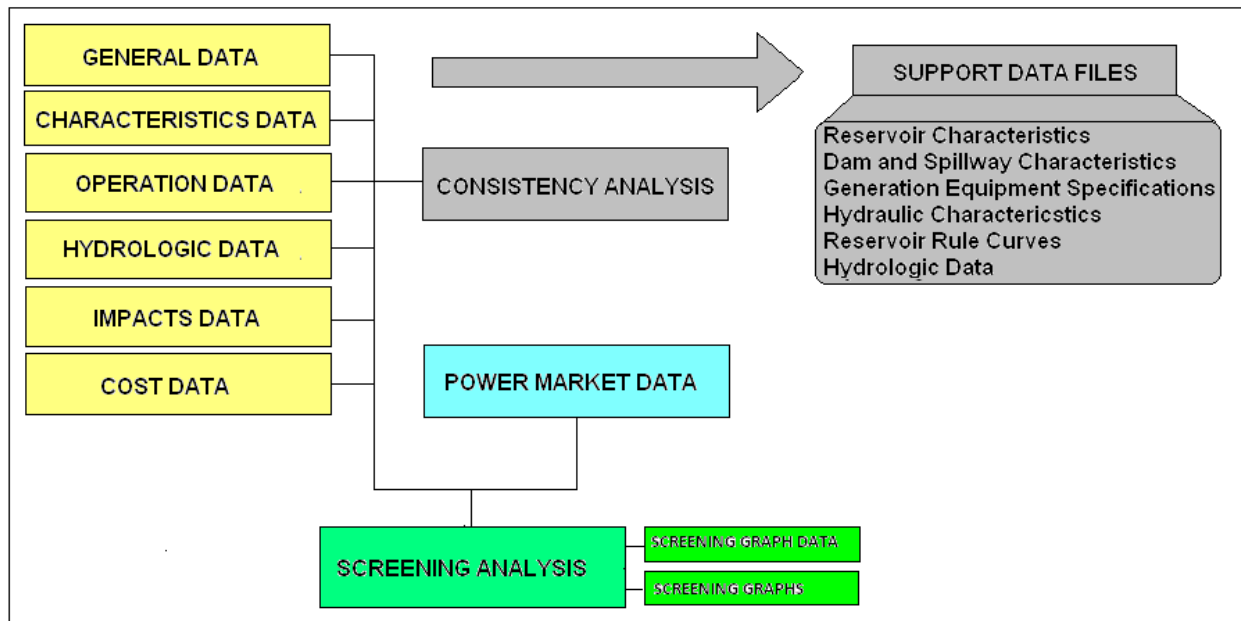 GENERAL DATA
CHARACTERISTICS DATA
OPERATION DATA
HYDROLOGIC DATA
IMPACTS DATA
COST DATA
CONSISTENCY ANALYSIS
POWER MARKET DATA
SUPPORT DATA FILES
Reservoir Characteristics
Dam and Spillway Characteristics
Generation Equipment Specifications
Hydraulic Charactericstics
Reservoir Rule Curves
Hydrologic Data
SCREENING ANALYSIS
SCREENING GRAPH DATA
SCREENING GRAPHS